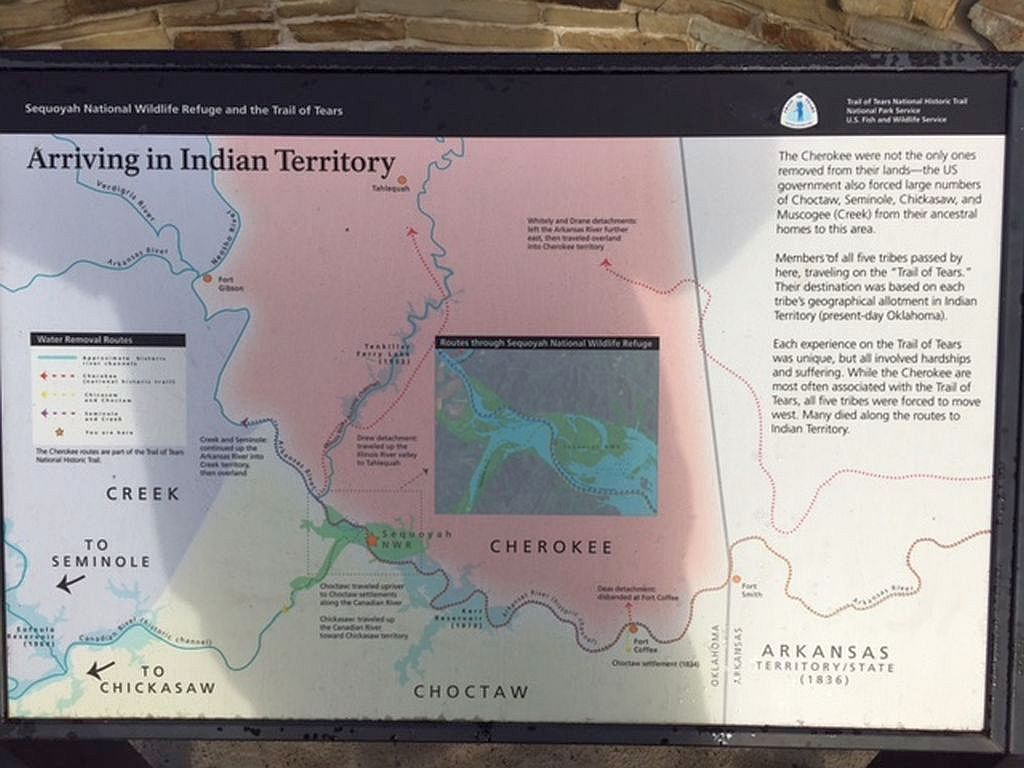 Sequoyah National Wildlife Refuge and the Trail of Tears
Trail of Tears National Historic Trail
National Park Service
U.S. Fish and Wildlife Service
Arriving in Indian Territory
The Cherokee were not the only ones
removed from their lands—the US
government also forced large numbers
of Choctaw, Seminole, Chickasaw, and
Muscogee (Creek) from their ancestral
homes to this area.
Members of all five tribes passed by
here, traveling on the “Trail of Tears.”
Their destination was based on each
tribe's geographical allotment in Indian
Territory (present-day Oklahoma).
Each experience on the Trail of Tears
was unique, but all involved hardships
and suffering. While the Cherokee are
most often associated with the Trail of
Tears, all five tribes were forced to move
west. Many died along the routes to
Indian Territory.
Tahlequah
Verdigris River
Neosho River
Arkansas River
Fort
Gibson
Whitely and Drane detachments:
left the Arkansas River further
east, then traveled overland
into Cherokee territory
Water Removal Routes
Approximate historic
river channels
Cherokee
(national historic trail)
Chickasaw
and Choctaw
Seminole
and Creek
You are here
The Cherokee routes are part of the Trail of Tears
National Historic Trail.
Tenkiller
Ferry Lake
(1952)
Routes through Sequoyah National Wildlife Refuge
Creek and Seminole:
continued up the
Arkansas River into
Creek territory,
then overland
Arkansas River
Drew detachment:
traveled up the
Illinois River valley
to Tahlequah
CREEK
TO
SEMINOLE
Sequoyah
NWR
CHEROKEE
Choctaw: traveled upriver
to Choctaw settlements
along the Canadian River
Chickasaw: traveled up
the Canadian River
toward Chickasaw territory
Kerr
Reservoir
(1970)
Arkansas River (historic channel)
Deas detachment:
disbanded at Fort Coffee
Fort
Coffee
Choctaw settlement (1834)
Fort
Smith
Arkansas River
Eufaula
Reservoir
(1964)
Canadian River (historic channel)
TO
CHICKASAW
CHOCTAW
OKLAHOMA
ARKANSAS
ARKANSAS
TERRITORY/STATE
(1836)